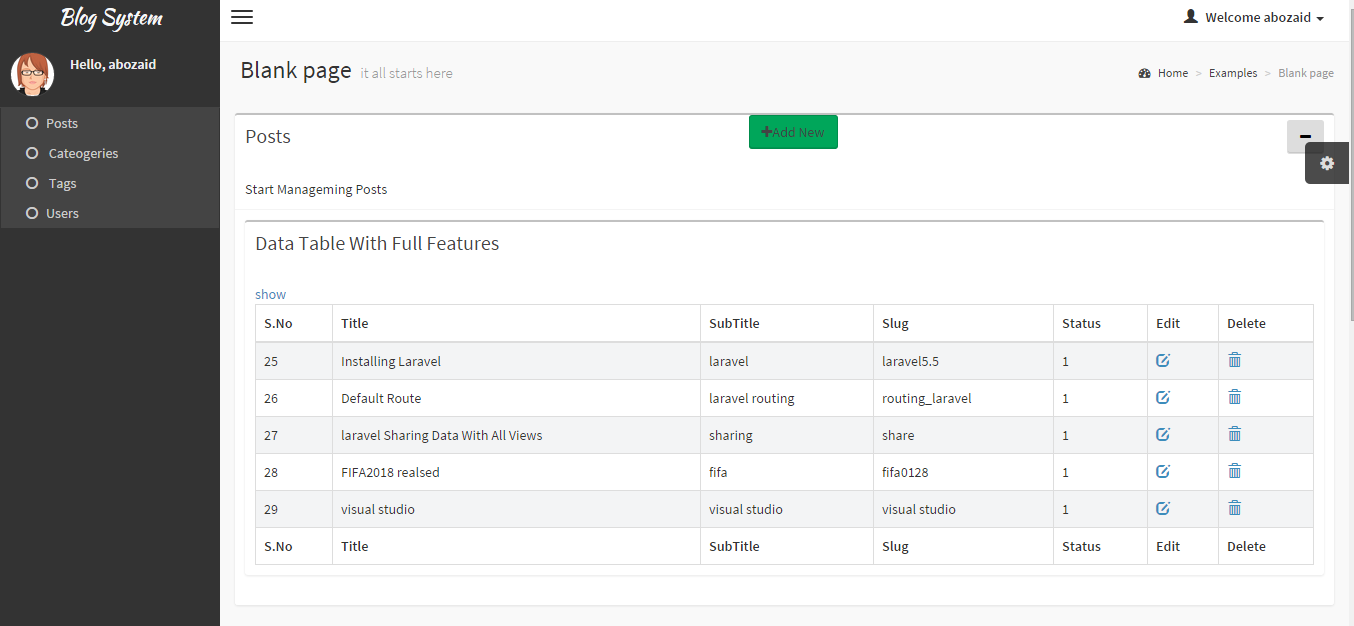 Blog System
Welcome abozaid
Hello, abozaid
Blank page it all starts here
Home > Examples > Blank page
Posts
Cateogeries
Tags
Users
Posts
Add New
Start Manageming Posts
Data Table With Full Features
show
S.No Title SubTitle Slug Status Edit Delete
25 Installing Laravel laravel laravel5.5 1
26 Default Route laravel routing routing_laravel 1
27 laravel Sharing Data With All Views sharing share 1
28 FIFA2018 realsed fifa fifa0128 1
29 visual studio visual studio visual studio 1
S.No Title SubTitle Slug Status Edit Delete